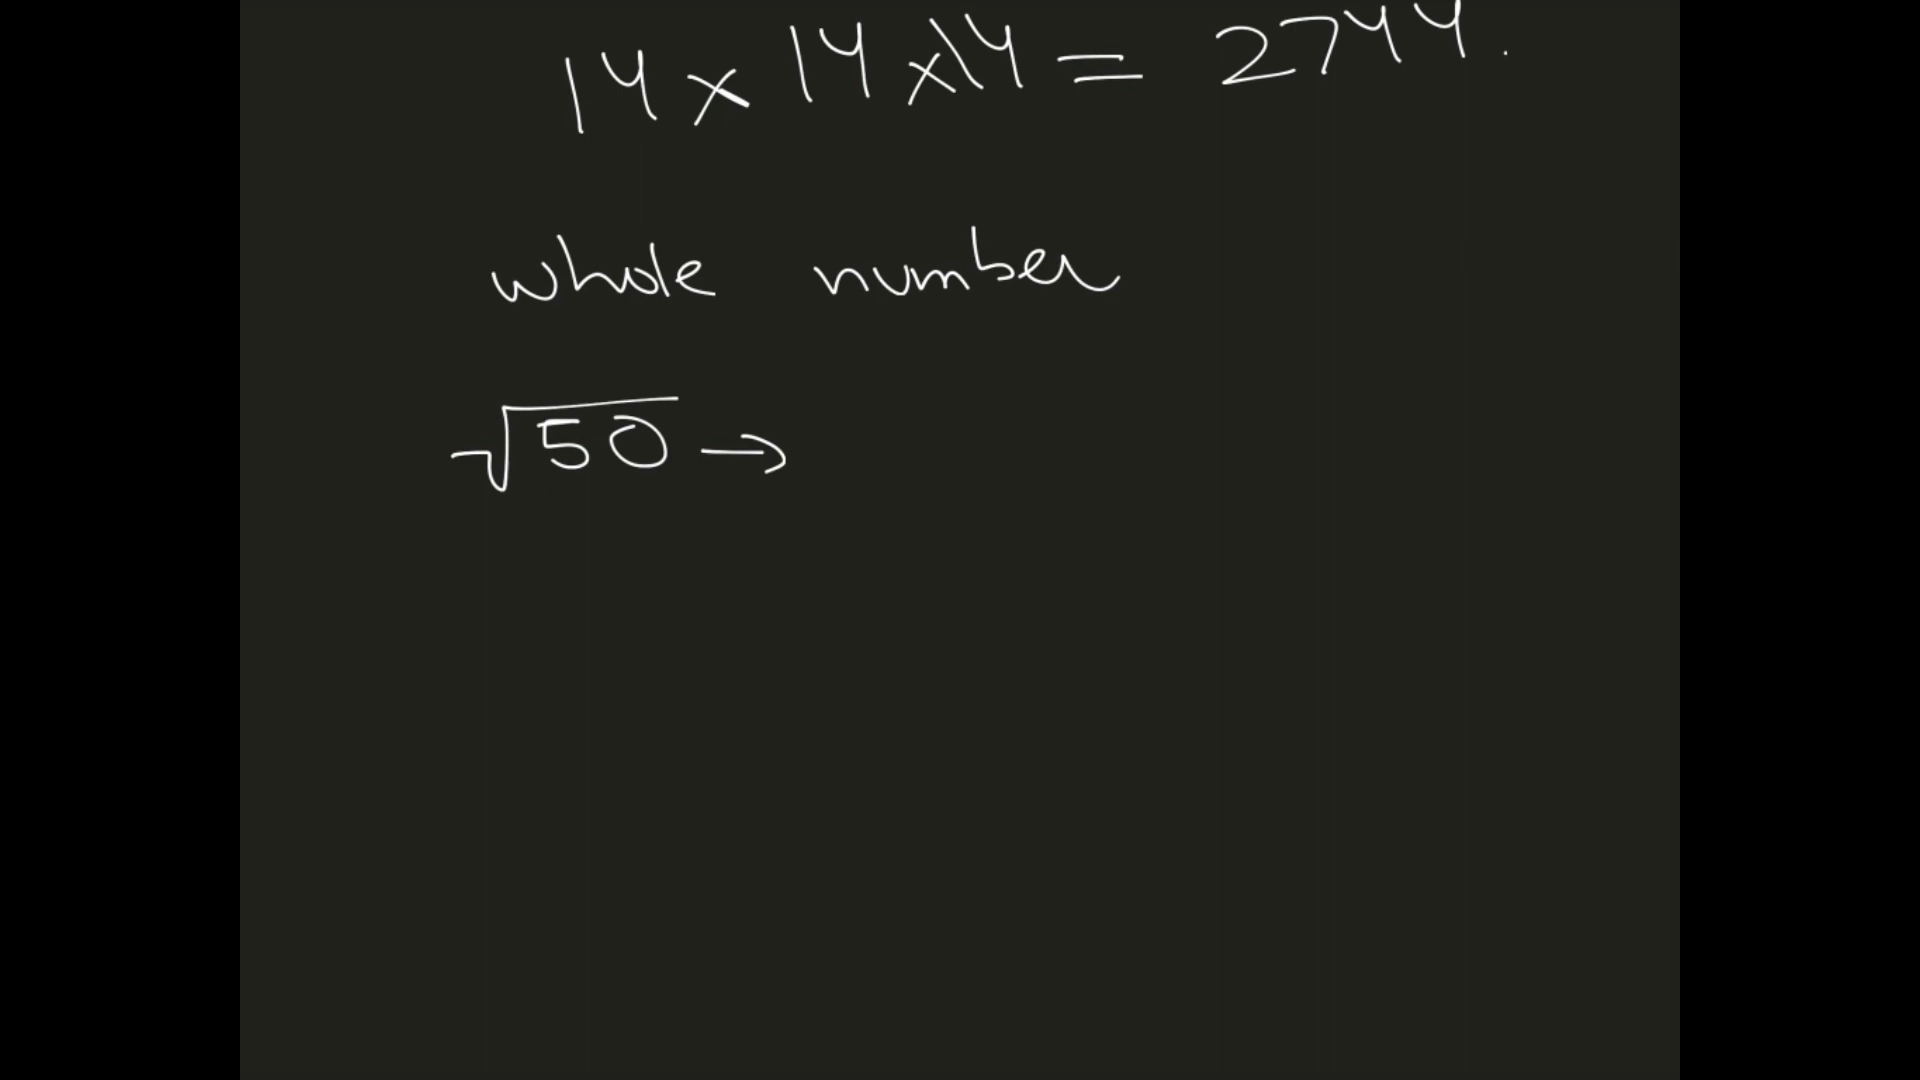 14 × 14 × 14 = 2744.
whole number
√50 →